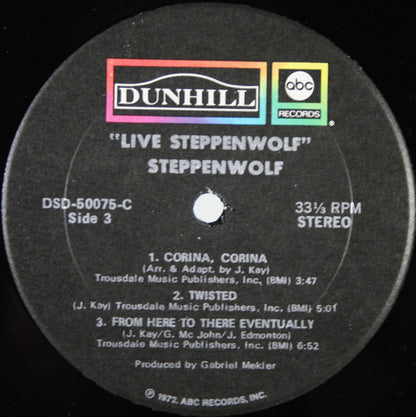 DUNHILL
abc
RECORDS
®
"LIVE STEPPENWOLF"
STEPPENWOLF
DSD-50075-C
Side 3
33⅓ RPM
STEREO
1. CORINA, CORINA
(Arr. & Adapt. by J. Kay)
Trousdale Music Publishers, Inc. (BMI) 3:47
2. TWISTED
(J. Kay) Trousdale Music Publishers, Inc. (BMI) 5:01
3. FROM HERE TO THERE EVENTUALLY
(J. Kay/G. Mc John/J. Edmonton)
Trousdale Music Publishers, Inc. (BMI) 6:52
Produced by Gabriel Mekler
℗ 1972, ABC RECORDS, INC.